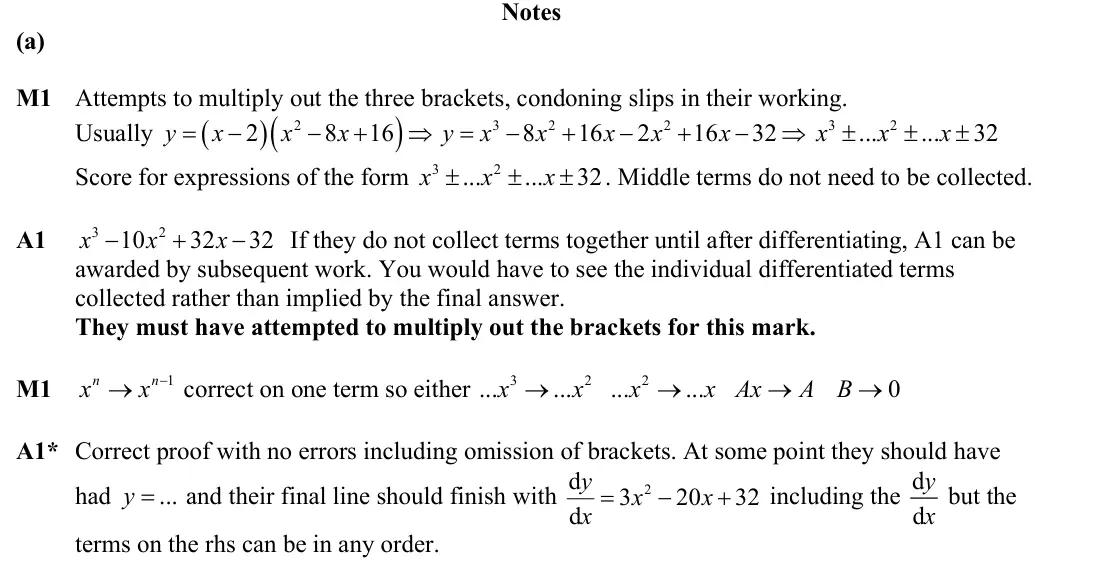 Notes
(a)
M1 Attempts to multiply out the three brackets, condoning slips in their working.
Usually y = (x − 2)(x² − 8x + 16) ⇒ y = x³ − 8x² + 16x − 2x² + 16x − 32 ⇒ x³ ± ...x² ± ...x ± 32
Score for expressions of the form x³ ± ...x² ± ...x ± 32. Middle terms do not need to be collected.
A1 x³ − 10x² + 32x − 32 If they do not collect terms together until after differentiating, A1 can be
awarded by subsequent work. You would have to see the individual differentiated terms
collected rather than implied by the final answer.
They must have attempted to multiply out the brackets for this mark.
M1 xⁿ → xⁿ⁻¹ correct on one term so either ...x³ → ...x² ...x² → ...x Ax → A B → 0
A1* Correct proof with no errors including omission of brackets. At some point they should have
had y = ... and their final line should finish with dy/dx = 3x² − 20x + 32 including the dy/dx but the
terms on the rhs can be in any order.